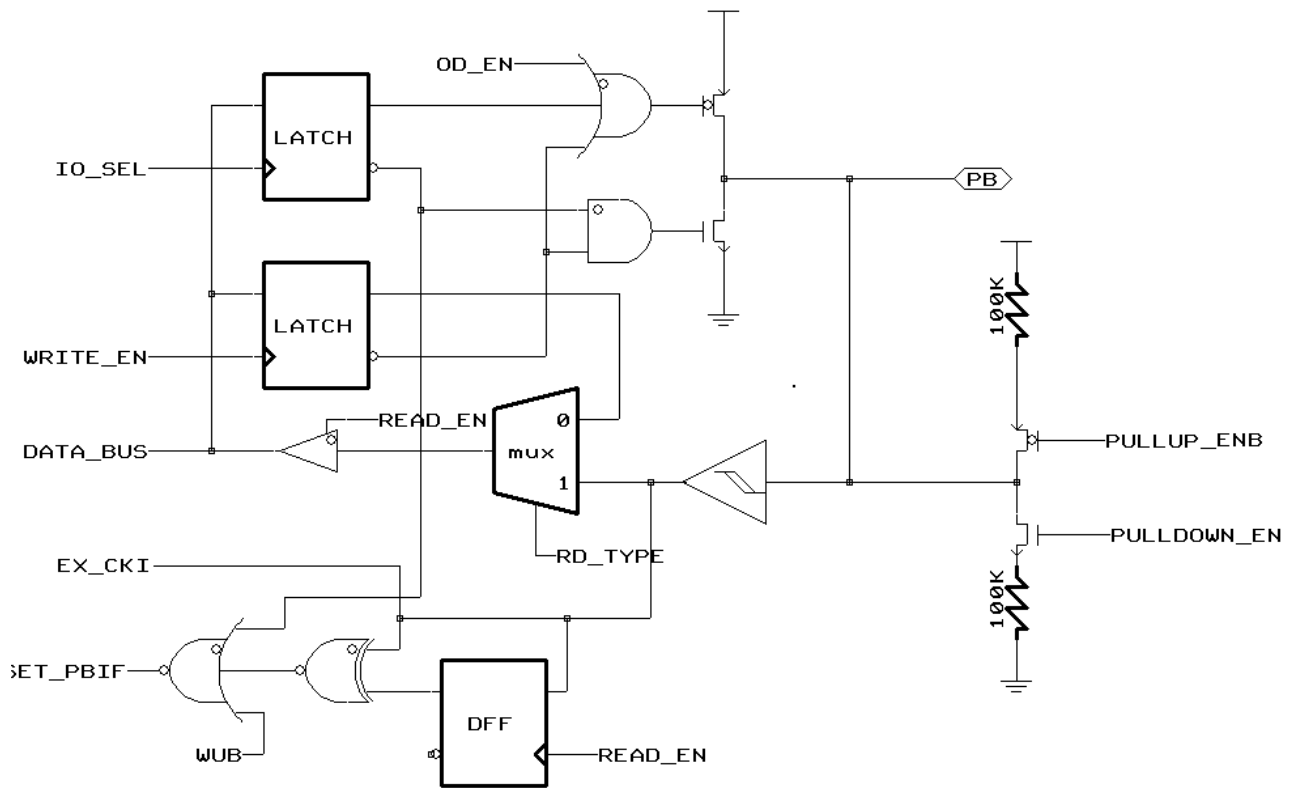 OD_EN
LATCH
IO_SEL
PB
100K
LATCH
WRITE_EN
READ_EN
0
PULLUP_ENB
DATA_BUS
mux
1
PULLDOWN_EN
RD_TYPE
EX_CKI
100K
SET_PBIF
DFF
WUB
READ_EN